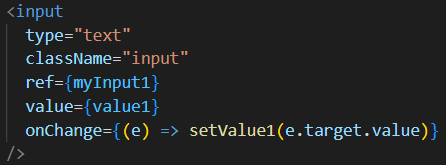 <input
  type="text"
  className="input"
  ref={myInput1}
  value={value1}
  onChange={(e) => setValue1(e.target.value)}
/>